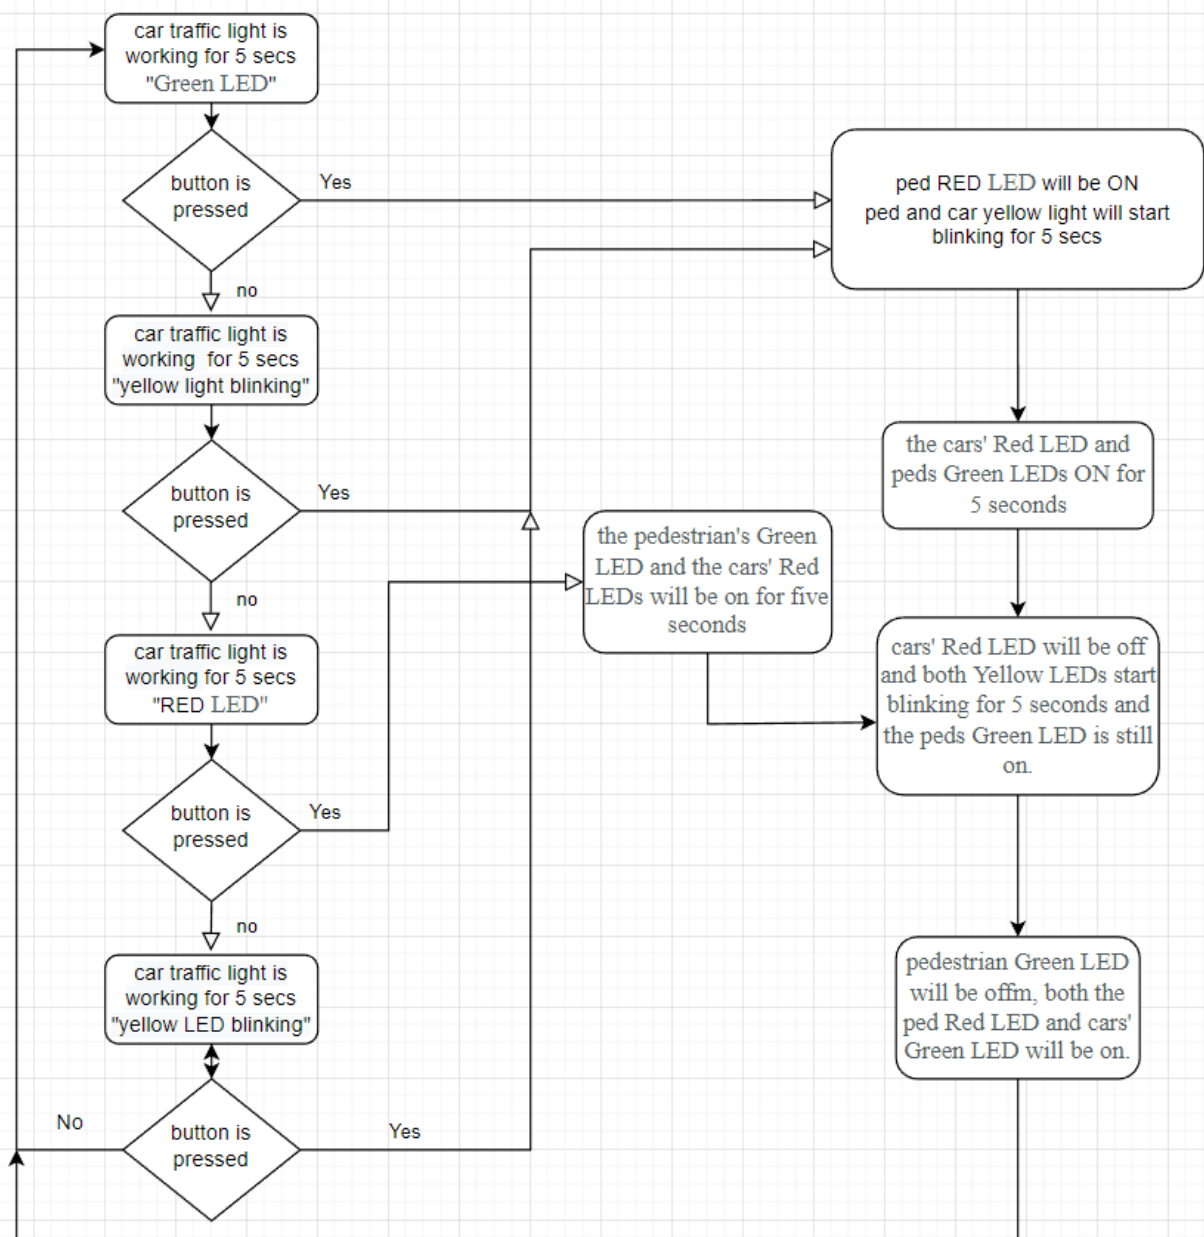 car traffic light is
working for 5 secs
"Green LED"
button is
pressed
Yes
no
car traffic light is
working for 5 secs
"yellow light blinking"
button is
pressed
Yes
no
car traffic light is
working for 5 secs
"RED LED"
button is
pressed
Yes
no
car traffic light is
working for 5 secs
"yellow LED blinking"
button is
pressed
No
Yes
ped RED LED will be ON
ped and car yellow light will start
blinking for 5 secs
the cars' Red LED and
peds Green LEDs ON for
5 seconds
the pedestrian's Green
LED and the cars' Red
LEDs will be on for five
seconds
cars' Red LED will be off
and both Yellow LEDs start
blinking for 5 seconds and
the peds Green LED is still
on.
pedestrian Green LED
will be offm, both the
ped Red LED and cars'
Green LED will be on.